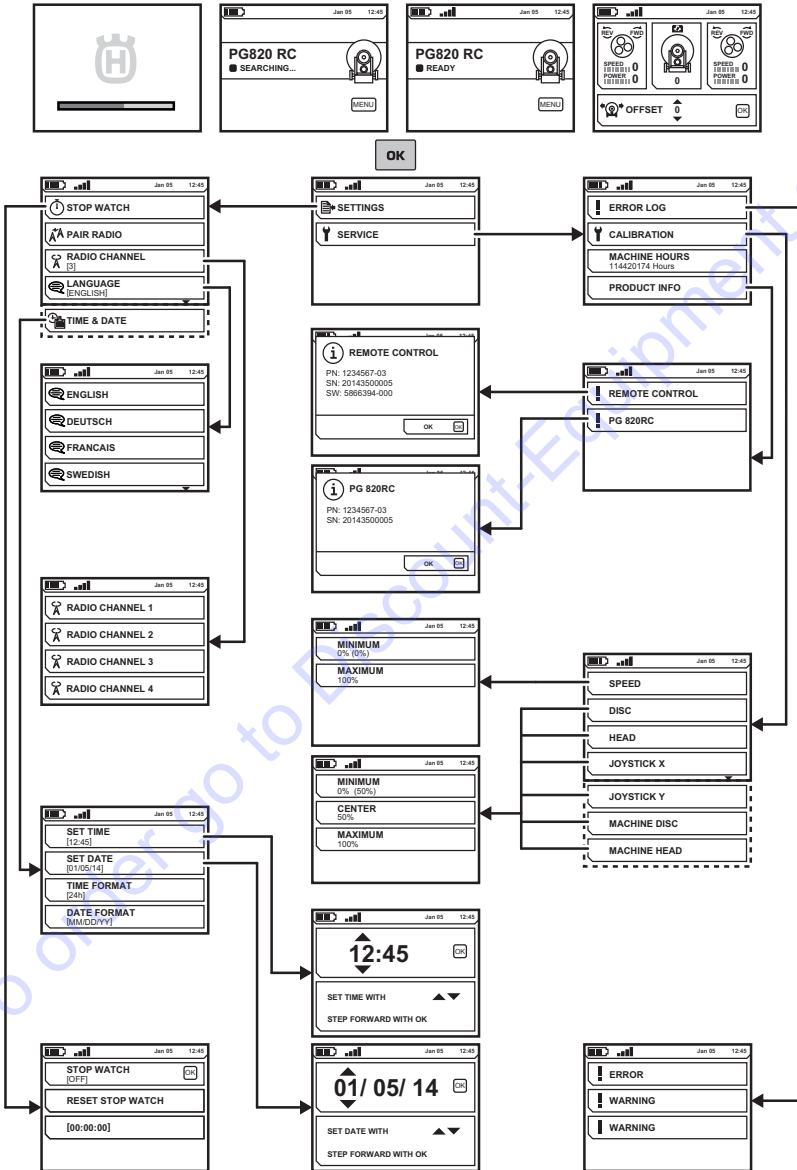 Jan 05 12:45
PG820 RC
SEARCHING...
MENU
Jan 05 12:45
PG820 RC
READY
MENU
Jan 05 12:45
REV FWD
SPEED 0
POWER 0
0
REV FWD
SPEED 0
POWER 0
OFFSET 0 OK
OK
Jan 05 12:45
STOP WATCH
PAIR RADIO
RADIO CHANNEL
[3]
LANGUAGE
[ENGLISH]
TIME & DATE
Jan 05 12:45
SETTINGS
SERVICE
Jan 05 12:45
ERROR LOG
CALIBRATION
MACHINE HOURS
114420174 Hours
PRODUCT INFO
Jan 05 12:45
ENGLISH
DEUTSCH
FRANCAIS
SWEDISH
REMOTE CONTROL
PN: 1234567-03
SN: 20143500005
SW: 5866394-000
OK OK
Jan 05 12:45
REMOTE CONTROL
PG 820RC
PG 820RC
PN: 1234567-03
SN: 20143500005
OK OK
Jan 05 12:45
RADIO CHANNEL 1
RADIO CHANNEL 2
RADIO CHANNEL 3
RADIO CHANNEL 4
Jan 05 12:45
MINIMUM
0% (0%)
MAXIMUM
100%
Jan 05 12:45
SPEED
DISC
HEAD
JOYSTICK X
JOYSTICK Y
MACHINE DISC
MACHINE HEAD
Jan 05 12:45
MINIMUM
0% (50%)
CENTER
50%
MAXIMUM
100%
Jan 05 12:45
SET TIME
[12:45]
SET DATE
[01/05/14]
TIME FORMAT
[24h]
DATE FORMAT
[MM/DD/YY]
Jan 05 12:45
12:45 OK
SET TIME WITH
STEP FORWARD WITH OK
Jan 05 12:45
STOP WATCH
[OFF]
OK
RESET STOP WATCH
[00:00:00]
Jan 05 12:45
01/ 05/ 14 OK
SET DATE WITH
STEP FORWARD WITH OK
Jan 05 12:45
ERROR
WARNING
WARNING
o order go to Discount-Equipment.